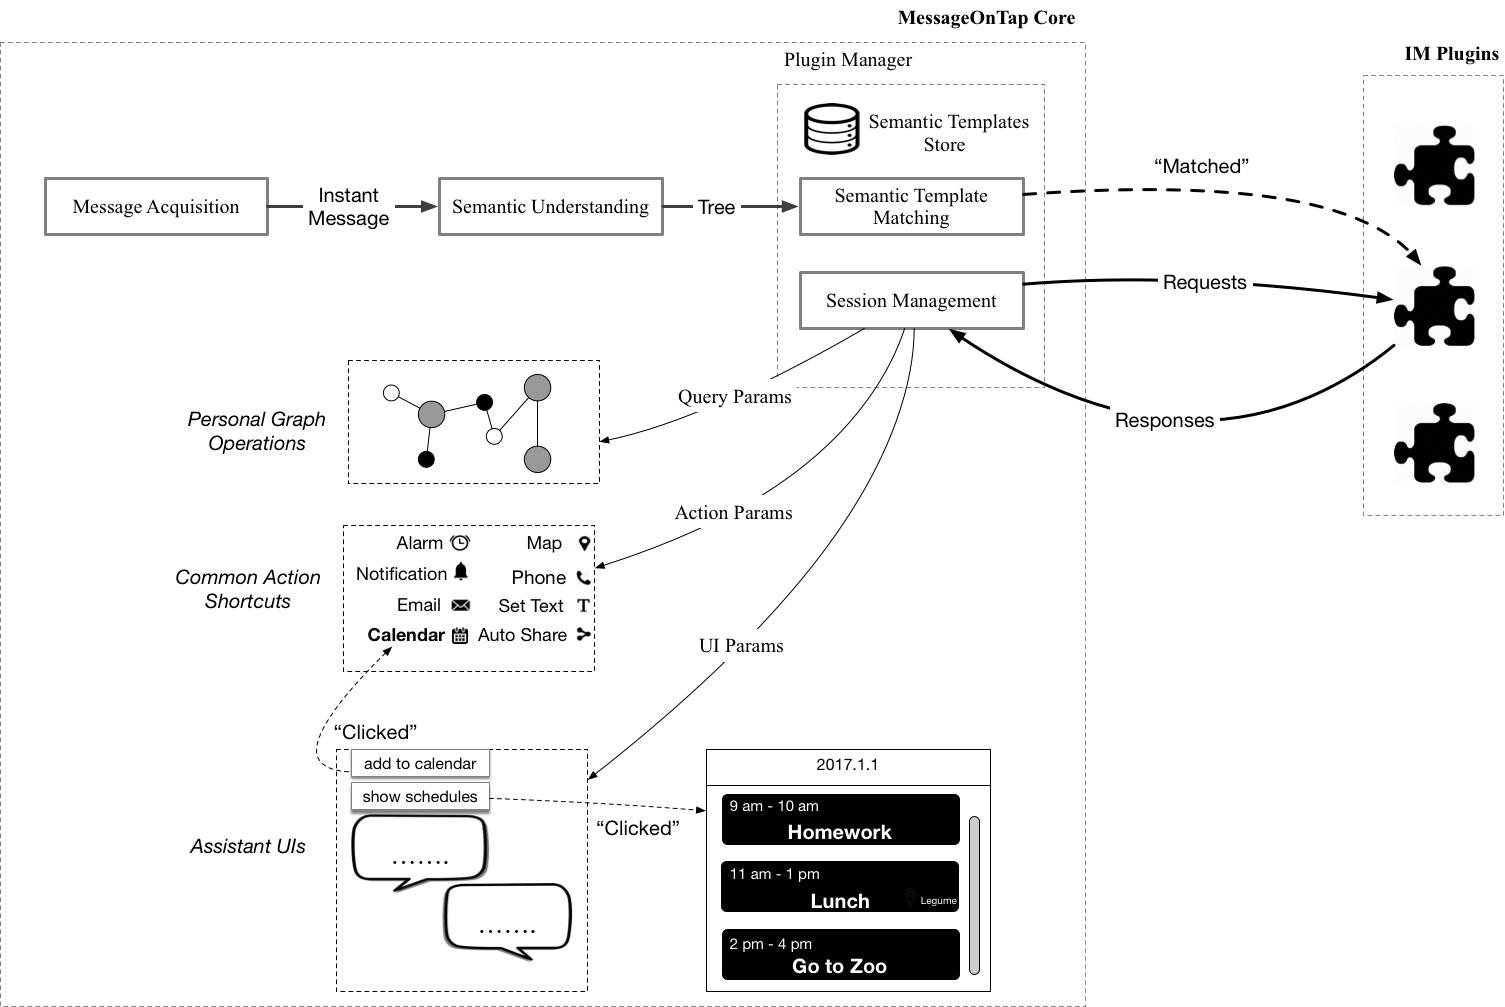 MessageOnTap Core
IM Plugins
Plugin Manager
Semantic Templates
Store
“Matched”
Message Acquisition
Instant
Message
Semantic Understanding
Tree
Semantic Template
Matching
Session Management
Requests
Responses
Query Params
Personal Graph
Operations
Action Params
Common Action
Shortcuts
Alarm
Map
Notification
Phone
Email
Set Text
T
Calendar
Auto Share
UI Params
“Clicked”
add to calendar
show schedules
“Clicked”
Assistant UIs
.......
.......
2017.1.1
9 am - 10 am
Homework
11 am - 1 pm
Lunch
Legume
2 pm - 4 pm
Go to Zoo